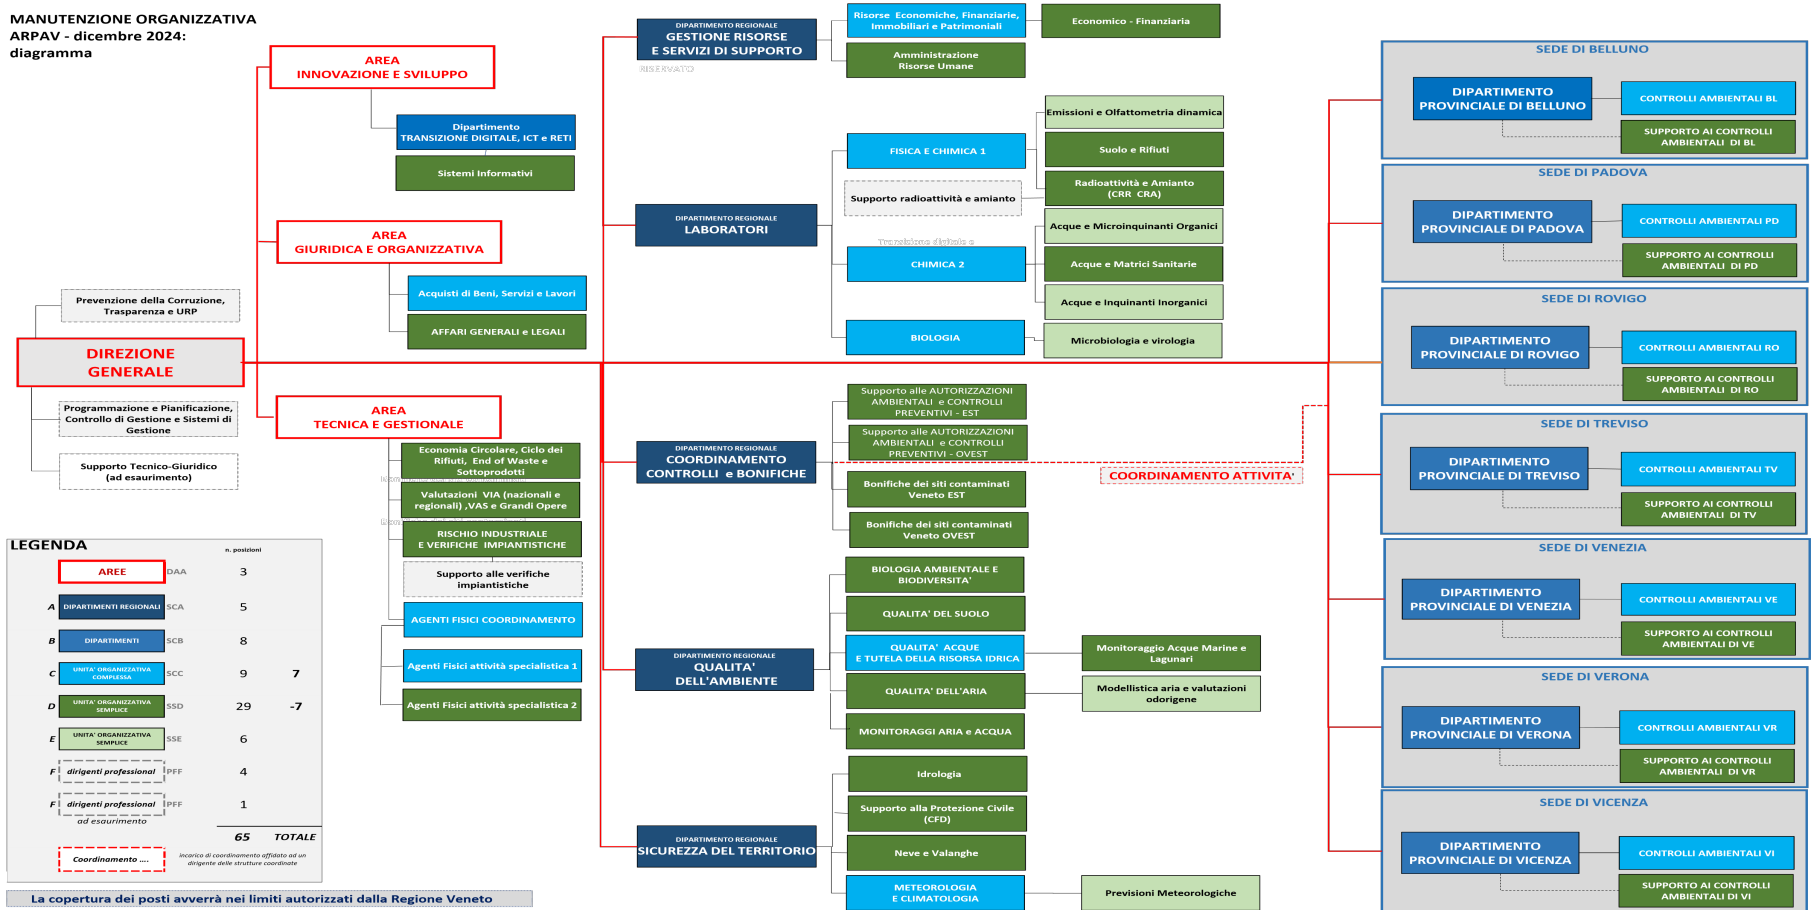 MANUTENZIONE ORGANIZZATIVA
ARPAV - dicembre 2024:
diagramma
AREA
INNOVAZIONE E SVILUPPO
Dipartimento
TRANSIZIONE DIGITALE, ICT e RETI
Sistemi Informativi
AREA
GIURIDICA E ORGANIZZATIVA
Acquisti di Beni, Servizi e Lavori
AFFARI GENERALI e LEGALI
Prevenzione della Corruzione,
Trasparenza e URP
DIREZIONE
GENERALE
Programmazione e Pianificazione,
Controllo di Gestione e Sistemi di
Gestione
Supporto Tecnico-Giuridico
(ad esaurimento)
AREA
TECNICA E GESTIONALE
Economia Circolare, Ciclo dei
Rifiuti, End of Waste e
Sottoprodotti
Valutazioni VIA (nazionali e
regionali) ,VAS e Grandi Opere
RISCHIO INDUSTRIALE
E VERIFICHE IMPIANTISTICHE
Supporto alle verifiche
impiantistiche
AGENTI FISICI COORDINAMENTO
Agenti Fisici attività specialistica 1
Agenti Fisici attività specialistica 2
DIPARTIMENTO REGIONALE
GESTIONE RISORSE
E SERVIZI DI SUPPORTO
RISERVATO
Risorse Economiche, Finanziarie,
Immobiliari e Patrimoniali
Economico - Finanziaria
Amministrazione
Risorse Umane
DIPARTIMENTO REGIONALE
LABORATORI
FISICA E CHIMICA 1
Emissioni e Olfattometria dinamica
Suolo e Rifiuti
Radioattività e Amianto
(CRR CRA)
Supporto radioattività e amianto
Transizione digitale e
CHIMICA 2
Acque e Microinquinanti Organici
Acque e Matrici Sanitarie
Acque e Inquinanti Inorganici
BIOLOGIA
Microbiologia e virologia
DIPARTIMENTO REGIONALE
COORDINAMENTO
CONTROLLI e BONIFICHE
Supporto alle AUTORIZZAZIONI
AMBIENTALI e CONTROLLI
PREVENTIVI - EST
Supporto alle AUTORIZZAZIONI
AMBIENTALI e CONTROLLI
PREVENTIVI - OVEST
Bonifiche dei siti contaminati
Veneto EST
Bonifiche dei siti contaminati
Veneto OVEST
COORDINAMENTO ATTIVITA'
DIPARTIMENTO REGIONALE
QUALITA'
DELL'AMBIENTE
BIOLOGIA AMBIENTALE E
BIODIVERSITA'
QUALITA' DEL SUOLO
QUALITA' ACQUE
E TUTELA DELLA RISORSA IDRICA
Monitoraggio Acque Marine e
Lagunari
QUALITA' DELL'ARIA
Modellistica aria e valutazioni
odorigene
MONITORAGGI ARIA e ACQUA
DIPARTIMENTO REGIONALE
SICUREZZA DEL TERRITORIO
Idrologia
Supporto alla Protezione Civile
(CFD)
Neve e Valanghe
METEOROLOGIA
E CLIMATOLOGIA
Previsioni Meteorologiche
SEDE DI BELLUNO
DIPARTIMENTO
PROVINCIALE DI BELLUNO
CONTROLLI AMBIENTALI BL
SUPPORTO AI CONTROLLI
AMBIENTALI DI BL
SEDE DI PADOVA
DIPARTIMENTO
PROVINCIALE DI PADOVA
CONTROLLI AMBIENTALI PD
SUPPORTO AI CONTROLLI
AMBIENTALI DI PD
SEDE DI ROVIGO
DIPARTIMENTO
PROVINCIALE DI ROVIGO
CONTROLLI AMBIENTALI RO
SUPPORTO AI CONTROLLI
AMBIENTALI DI RO
SEDE DI TREVISO
DIPARTIMENTO
PROVINCIALE DI TREVISO
CONTROLLI AMBIENTALI TV
SUPPORTO AI CONTROLLI
AMBIENTALI DI TV
SEDE DI VENEZIA
DIPARTIMENTO
PROVINCIALE DI VENEZIA
CONTROLLI AMBIENTALI VE
SUPPORTO AI CONTROLLI
AMBIENTALI DI VE
SEDE DI VERONA
DIPARTIMENTO
PROVINCIALE DI VERONA
CONTROLLI AMBIENTALI VR
SUPPORTO AI CONTROLLI
AMBIENTALI DI VR
SEDE DI VICENZA
DIPARTIMENTO
PROVINCIALE DI VICENZA
CONTROLLI AMBIENTALI VI
SUPPORTO AI CONTROLLI
AMBIENTALI DI VI
LEGENDA
n. posizioni
AREE DAA 3
A DIPARTIMENTI REGIONALI SCA 5
B DIPARTIMENTI SCB 8
C UNITA' ORGANIZZATIVA COMPLESSA SCC 9 7
D UNITA' ORGANIZZATIVA SEMPLICE SSD 29 -7
E UNITA' ORGANIZZATIVA SEMPLICE SSE 6
F dirigenti professional PFF 4
F dirigenti professional PFF 1
ad esaurimento
65 TOTALE
Coordinamento ....
incarico di coordinamento affidato ad un
dirigente delle strutture coordinate
La copertura dei posti avverrà nei limiti autorizzati dalla Regione Veneto